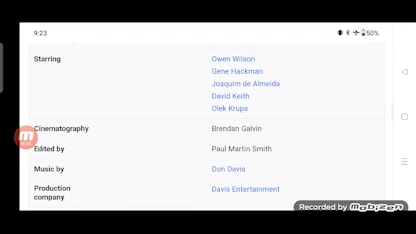 9:23
50%
Starring Owen Wilson
Gene Hackman
Joaquim de Almeida
David Keith
Olek Krupa
Cinematography Brendan Galvin
Edited by Paul Martin Smith
Music by Don Davis
Production Davis Entertainment
company
Recorded by Mobizen